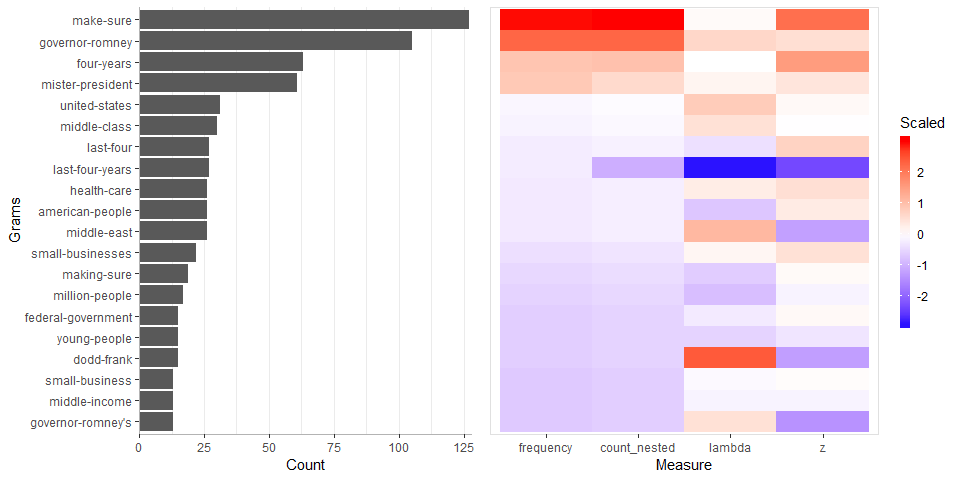 Grams
make-sure
governor-romney
four-years
mister-president
united-states
middle-class
last-four
last-four-years
health-care
american-people
middle-east
small-businesses
making-sure
million-people
federal-government
young-people
dodd-frank
small-business
middle-income
governor-romney's
0 25 50 75 100 125
Count
frequency count_nested lambda z
Measure
Scaled
2
1
0
-1
-2